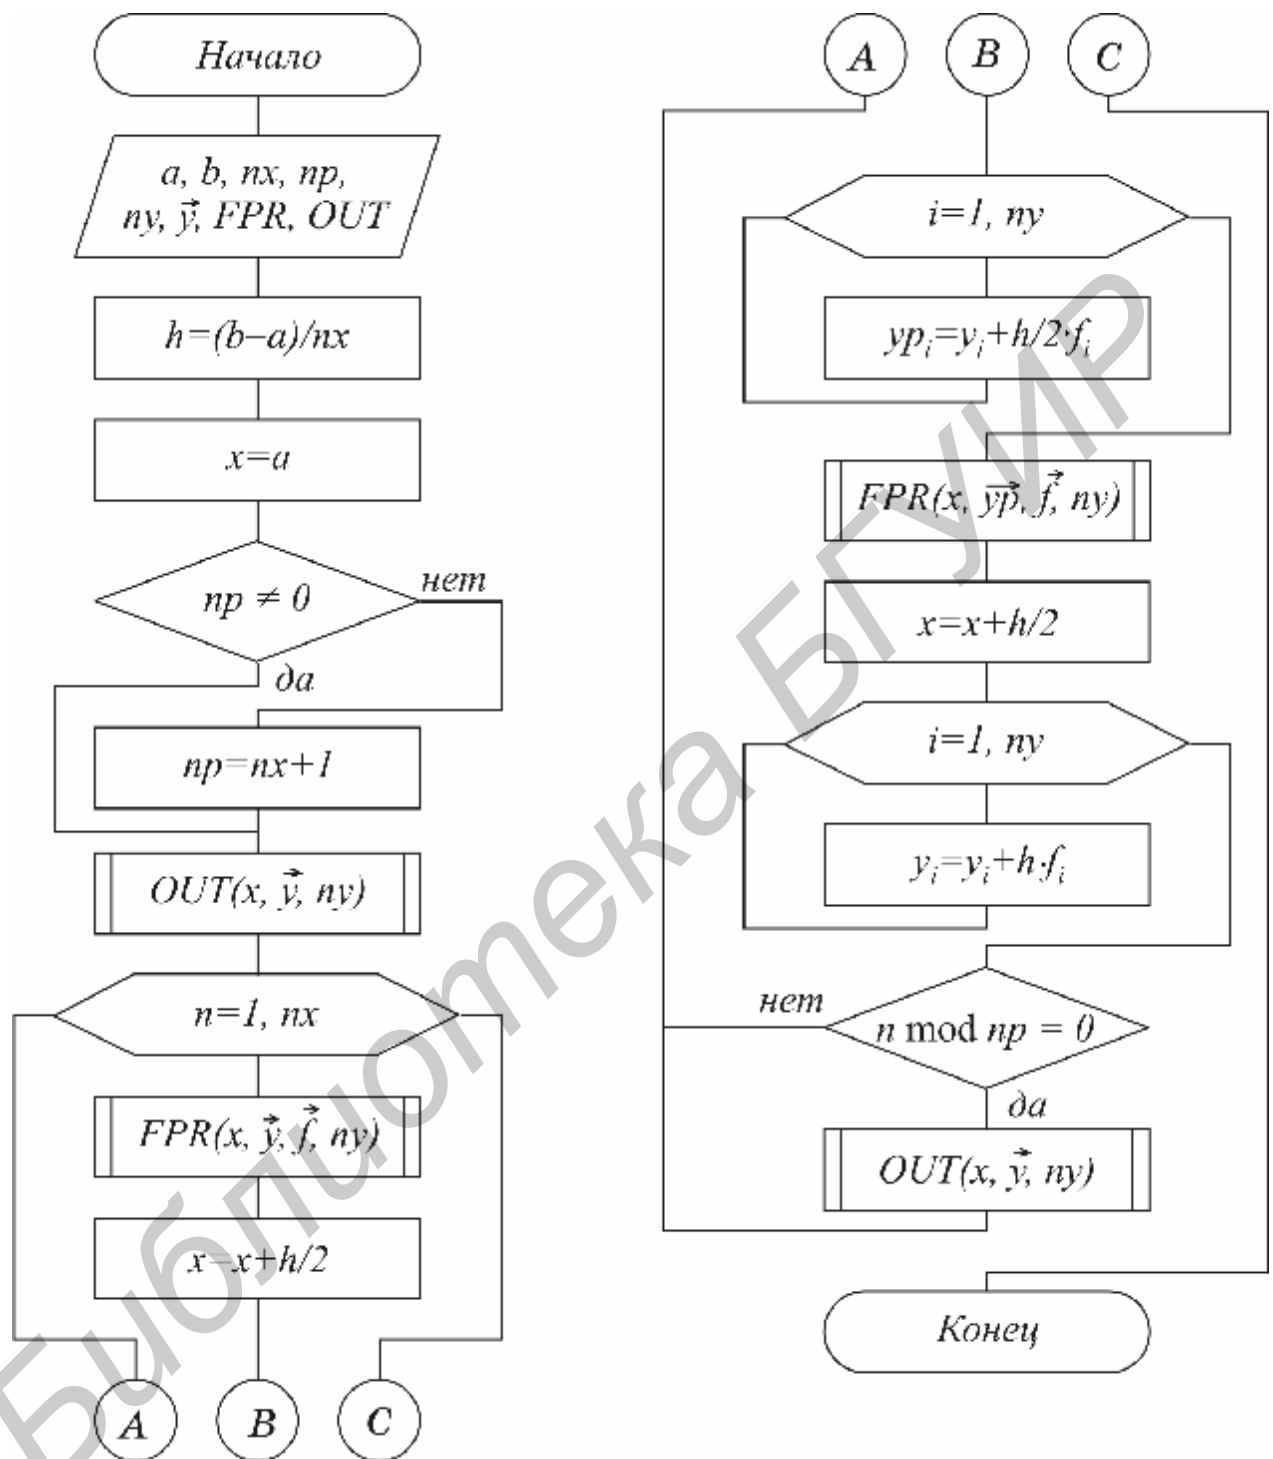 Начало
a, b, nx, np,
ny, y⃗, FPR, OUT
h=(b–a)/nx
x=a
np ≠ 0
нет
да
np=nx+1
OUT(x, y⃗, ny)
n=1, nx
FPR(x, y⃗, f⃗, ny)
x=x+h/2
A
B
C
A
B
C
i=1, ny
ypᵢ=yᵢ+h/2·fᵢ
FPR(x, yp⃗, f⃗, ny)
x=x+h/2
i=1, ny
yᵢ=yᵢ+h·fᵢ
нет
n mod np = 0
да
OUT(x, y⃗, ny)
Конец
Библиотека БГУИР